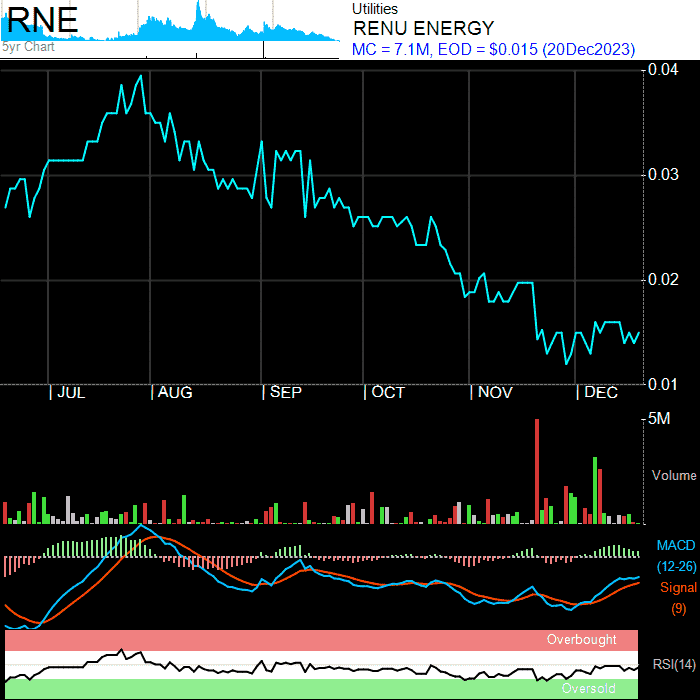 RNE
5yr Chart
Utilities
RENU ENERGY
MC = 7.1M, EOD = $0.015 (20Dec2023)
0.04
0.03
0.02
0.01
| JUL | AUG | SEP | OCT | NOV | DEC
5M
Volume
MACD
(12-26)
Signal
(9)
Overbought
RSI(14)
Oversold